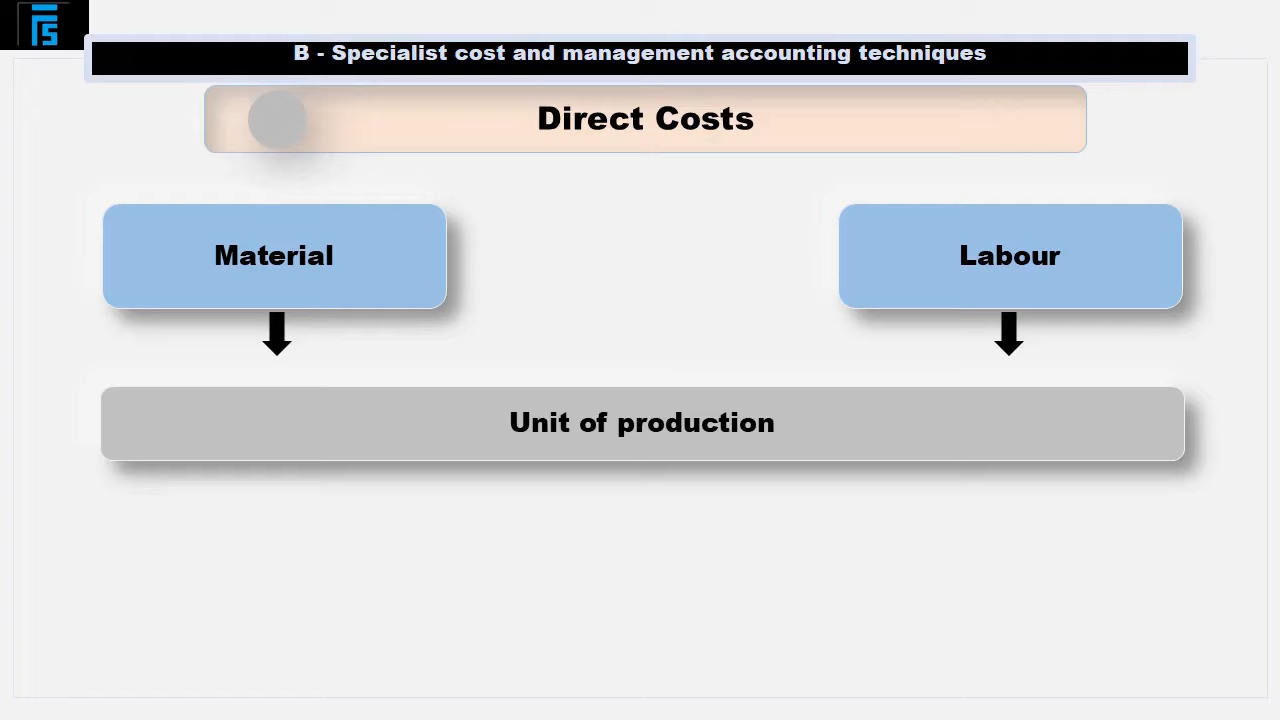 B - Specialist cost and management accounting techniques
Direct Costs
Material
Labour
Unit of production